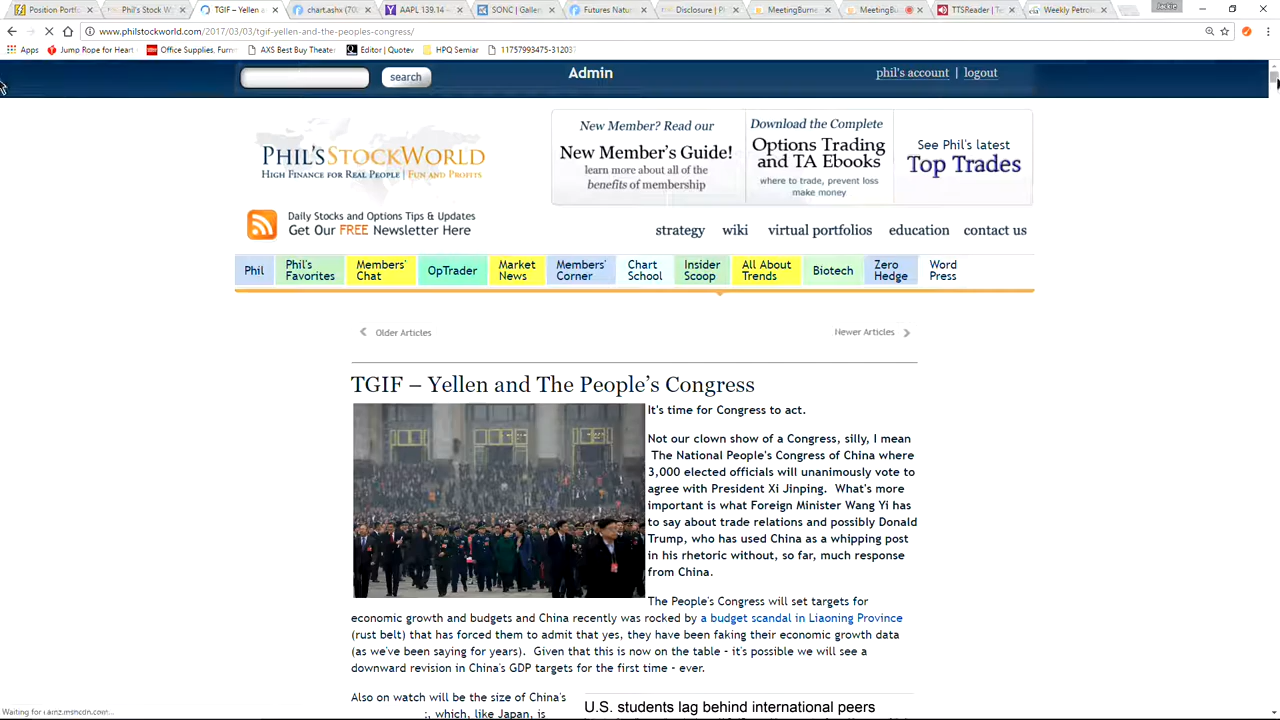 Position Portf
Phil's Stock W
TGIF – Yellen a
chart.ashx (70
AAPL 139.14
SONC | Galler
Futures Natur
Disclosure | P
MeetingBurne
MeetingBu
TTSReader | T
Weekly Petrole
Jackie
www.philstockworld.com/2017/03/03/tgif-yellen-and-the-peoples-congress/
Apps
Jump Rope for Heart
Office Supplies, Furn
AXS Best Buy Theater
Editor | Quotev
HPQ Semiar
11757993475-31203
search
Admin
phil's account | logout
PHIL'S STOCKWORLD
HIGH FINANCE FOR REAL PEOPLE | FUN AND PROFITS
New Member? Read our
New Member's Guide!
learn more about all of the
benefits of membership
Download the Complete
Options Trading
and TA Ebooks
where to trade, prevent loss
make money
See Phil's latest
Top Trades
Daily Stocks and Options Tips & Updates
Get Our FREE Newsletter Here
strategy wiki virtual portfolios education contact us
Phil
Phil's Favorites
Members' Chat
OpTrader
Market News
Members' Corner
Chart School
Insider Scoop
All About Trends
Biotech
Zero Hedge
Word Press
Older Articles
Newer Articles
TGIF – Yellen and The People's Congress
It's time for Congress to act.
Not our clown show of a Congress, silly, I mean
The National People's Congress of China where
3,000 elected officials will unanimously vote to
agree with President Xi Jinping. What's more
important is what Foreign Minister Wang Yi has
to say about trade relations and possibly Donald
Trump, who has used China as a whipping post
in his rhetoric without, so far, much response
from China.
The People's Congress will set targets for
economic growth and budgets and China recently was rocked by a budget scandal in Liaoning Province
(rust belt) that has forced them to admit that yes, they have been faking their economic growth data
(as we've been saying for years). Given that this is now on the table - it's possible we will see a
downward revision in China's GDP targets for the first time - ever.
Also on watch will be the size of China's
, which, like Japan, is
U.S. students lag behind international peers